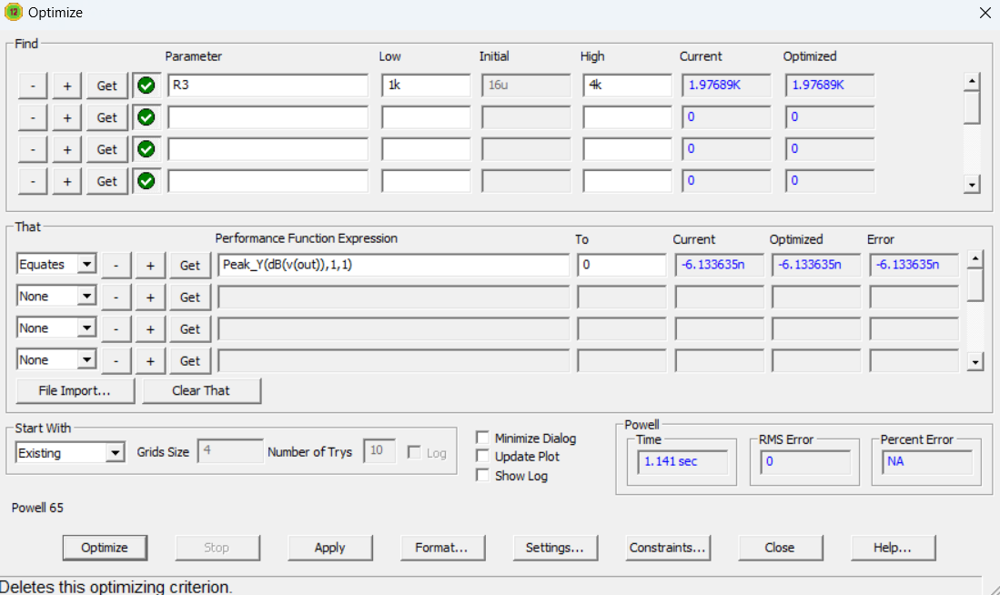 12 Optimize
Find
Parameter Low Initial High Current Optimized
- + Get R3 1k 16u 4k 1.97689K 1.97689K
- + Get 0 0
- + Get 0 0
- + Get 0 0
That
Performance Function Expression To Current Optimized Error
Equates - + Get Peak_Y(dB(v(out)),1,1) 0 -6.133635n -6.133635n -6.133635n
None - + Get
None - + Get
None - + Get
File Import... Clear That
Start With
Existing Grids Size 4 Number of Trys 10 Log
Minimize Dialog
Update Plot
Show Log
Powell
Time RMS Error Percent Error
1.141 sec 0 NA
Powell 65
Optimize Stop Apply Format... Settings... Constraints... Close Help...
Deletes this optimizing criterion.